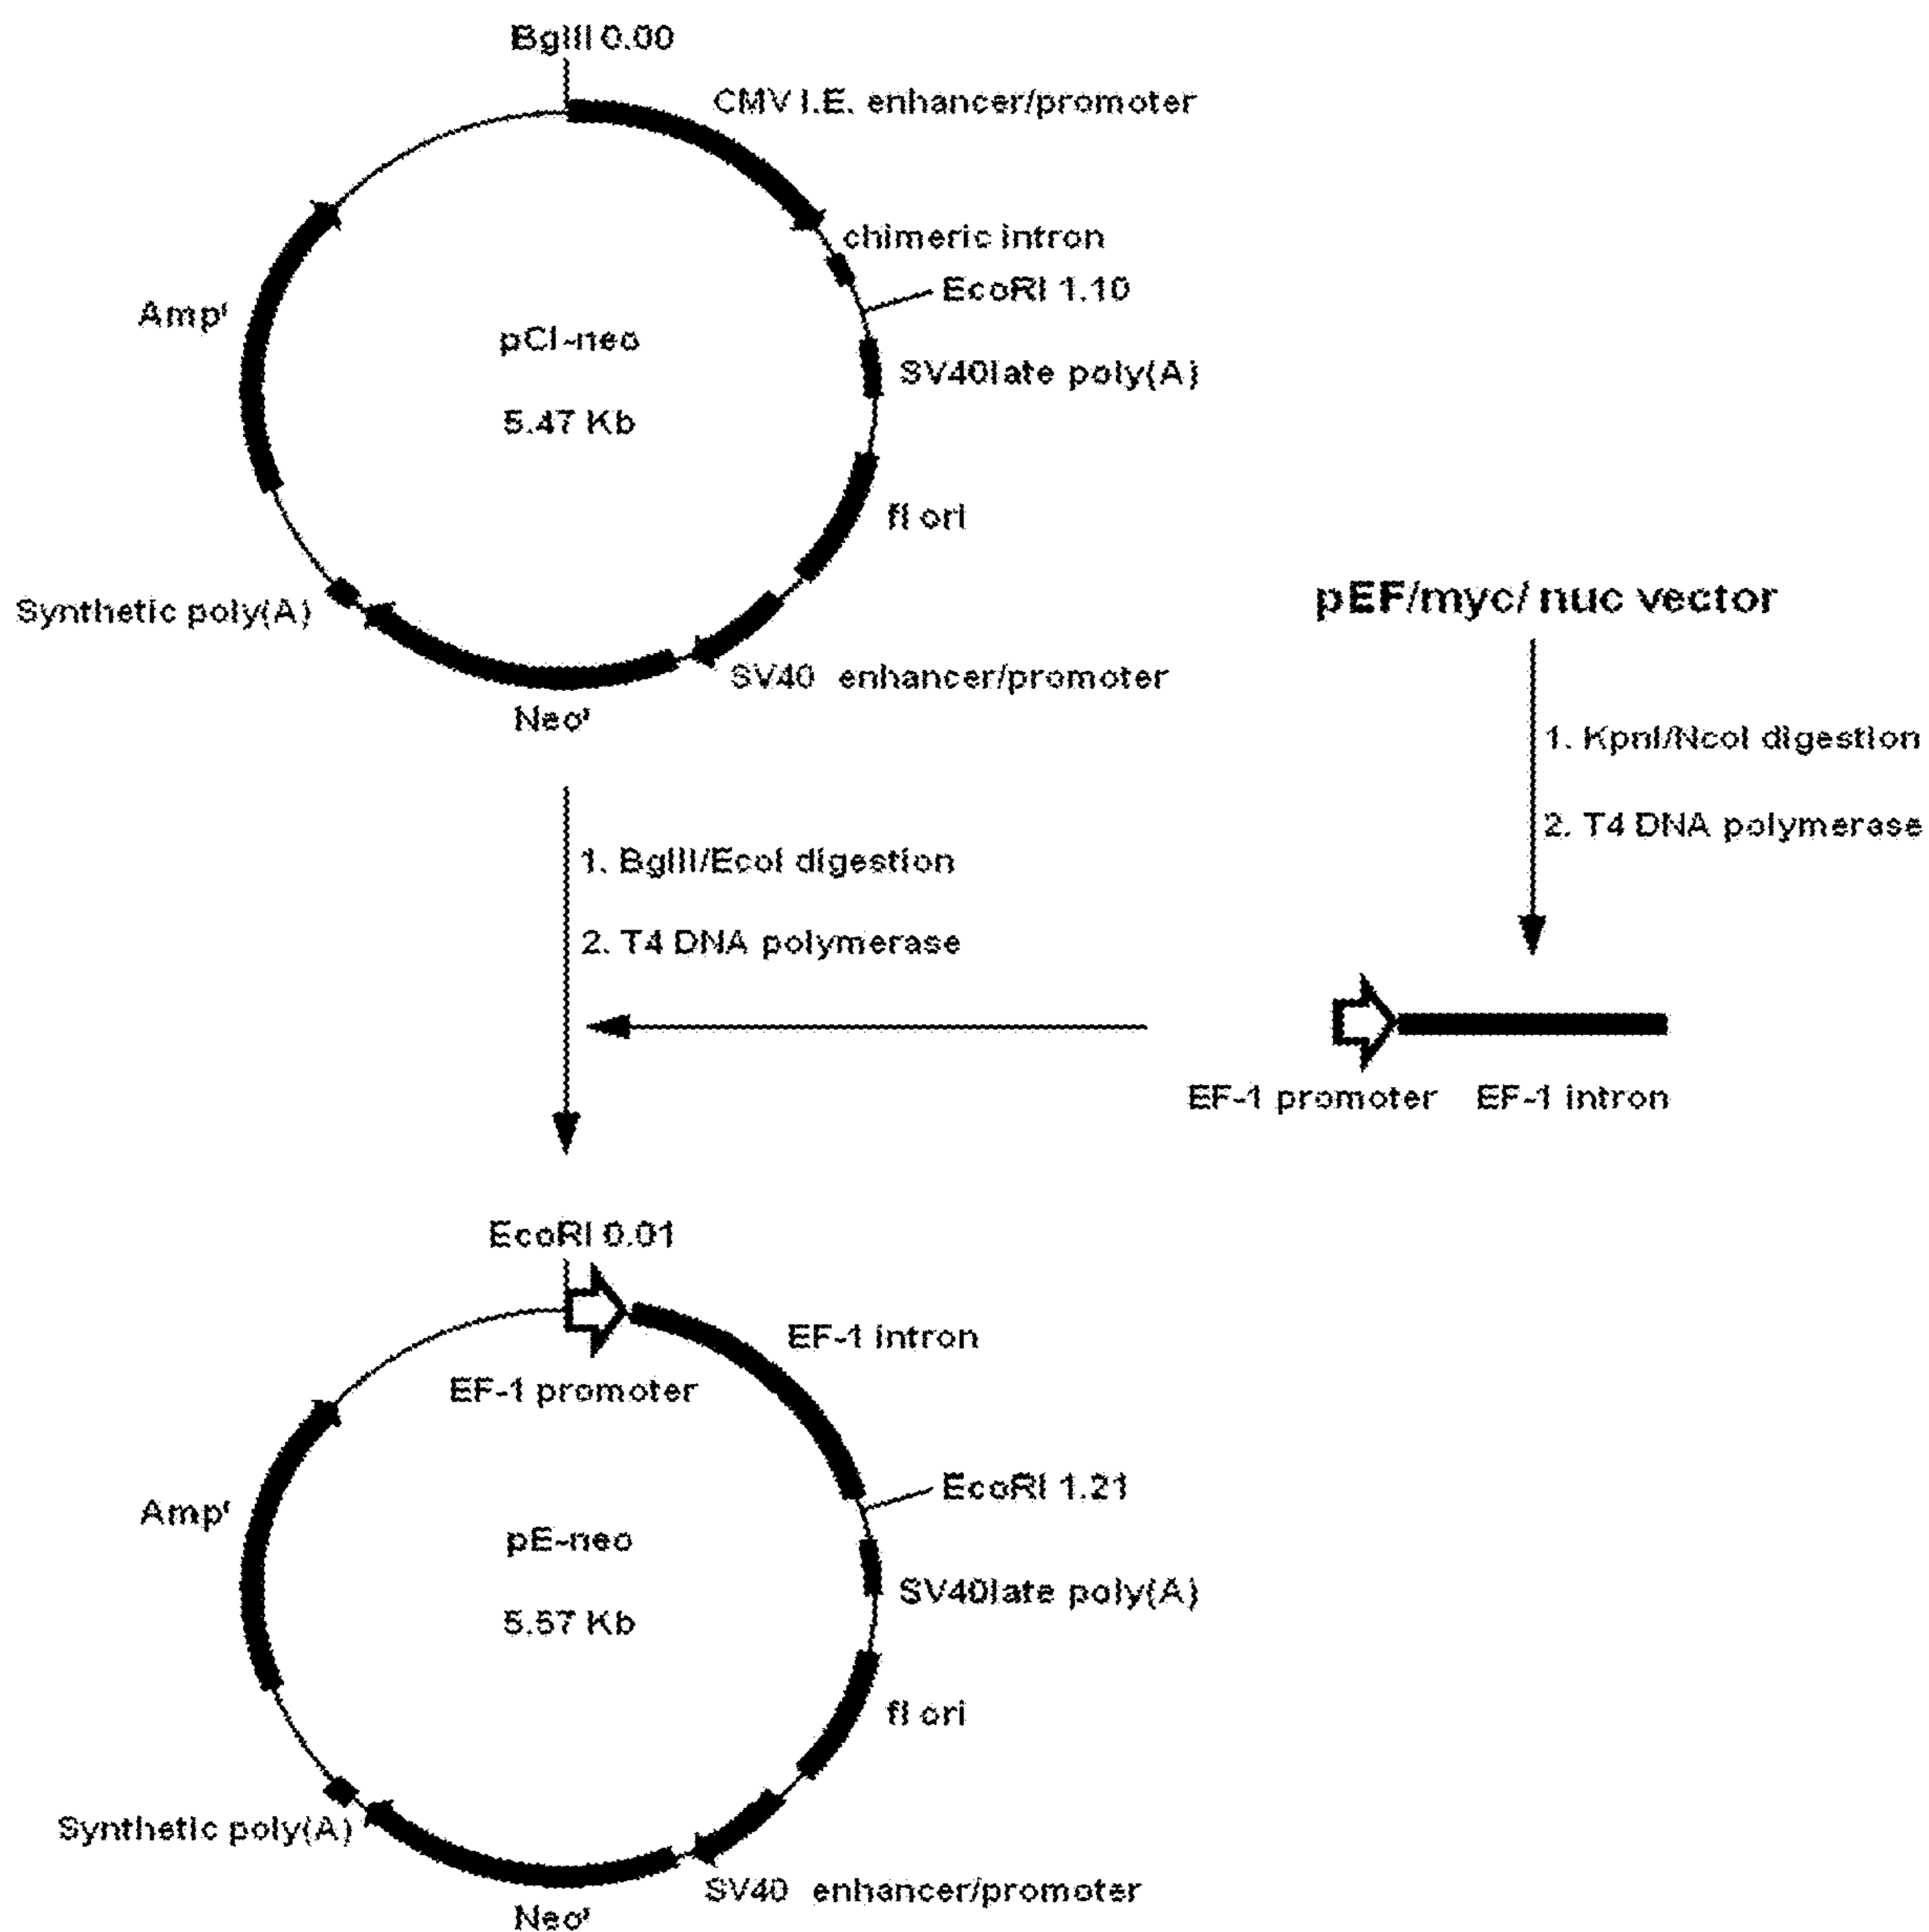 BglII 0.00
CMV I.E. enhancer/promoter
chimeric intron
EcoRI 1.10
Ampʳ
pCI-neo
5.47 Kb
SV40late poly(A)
fI ori
Synthetic poly(A)
SV40 enhancer/promoter
Neoʳ
pEF/myc/ nuc vector
1. KpnI/NcoI digestion
2. T4 DNA polymerase
1. BglII/EcoI digestion
2. T4 DNA polymerase
EF-1 promoter EF-1 intron
EcoRI 0.01
EF-1 intron
EF-1 promoter
EcoRI 1.21
Ampʳ
pE-neo
5.57 Kb
SV40late poly(A)
fI ori
Synthetic poly(A)
SV40 enhancer/promoter
Neoʳ